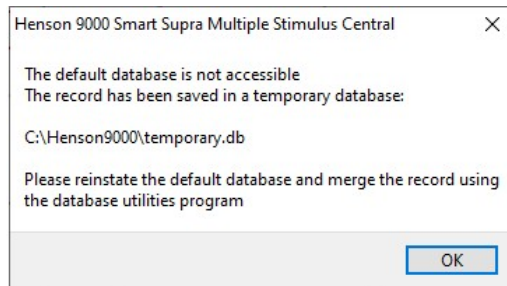 Henson 9000 Smart Supra Multiple Stimulus Central
The default database is not accessible
The record has been saved in a temporary database:
C:\Henson9000\temporary.db
Please reinstate the default database and merge the record using
the database utilities program
OK